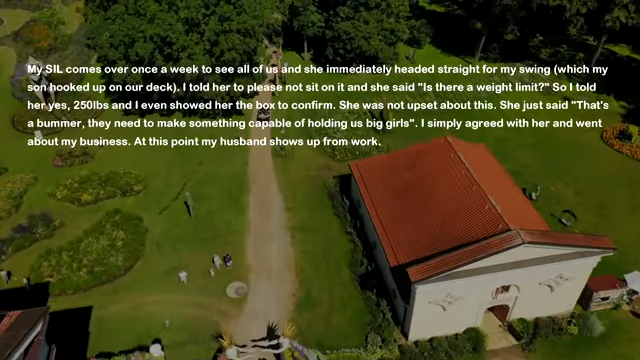 My SIL comes over once a week to see all of us and she immediately headed straight for my swing (which my
son hooked up on our deck). I told her to please not sit on it and she said "Is there a weight limit?" So I told
her yes, 250lbs and I even showed her the box to confirm. She was not upset about this. She just said "That's
a bummer, they need to make something capable of holding us big girls". I simply agreed with her and went
about my business. At this point my husband shows up from work.